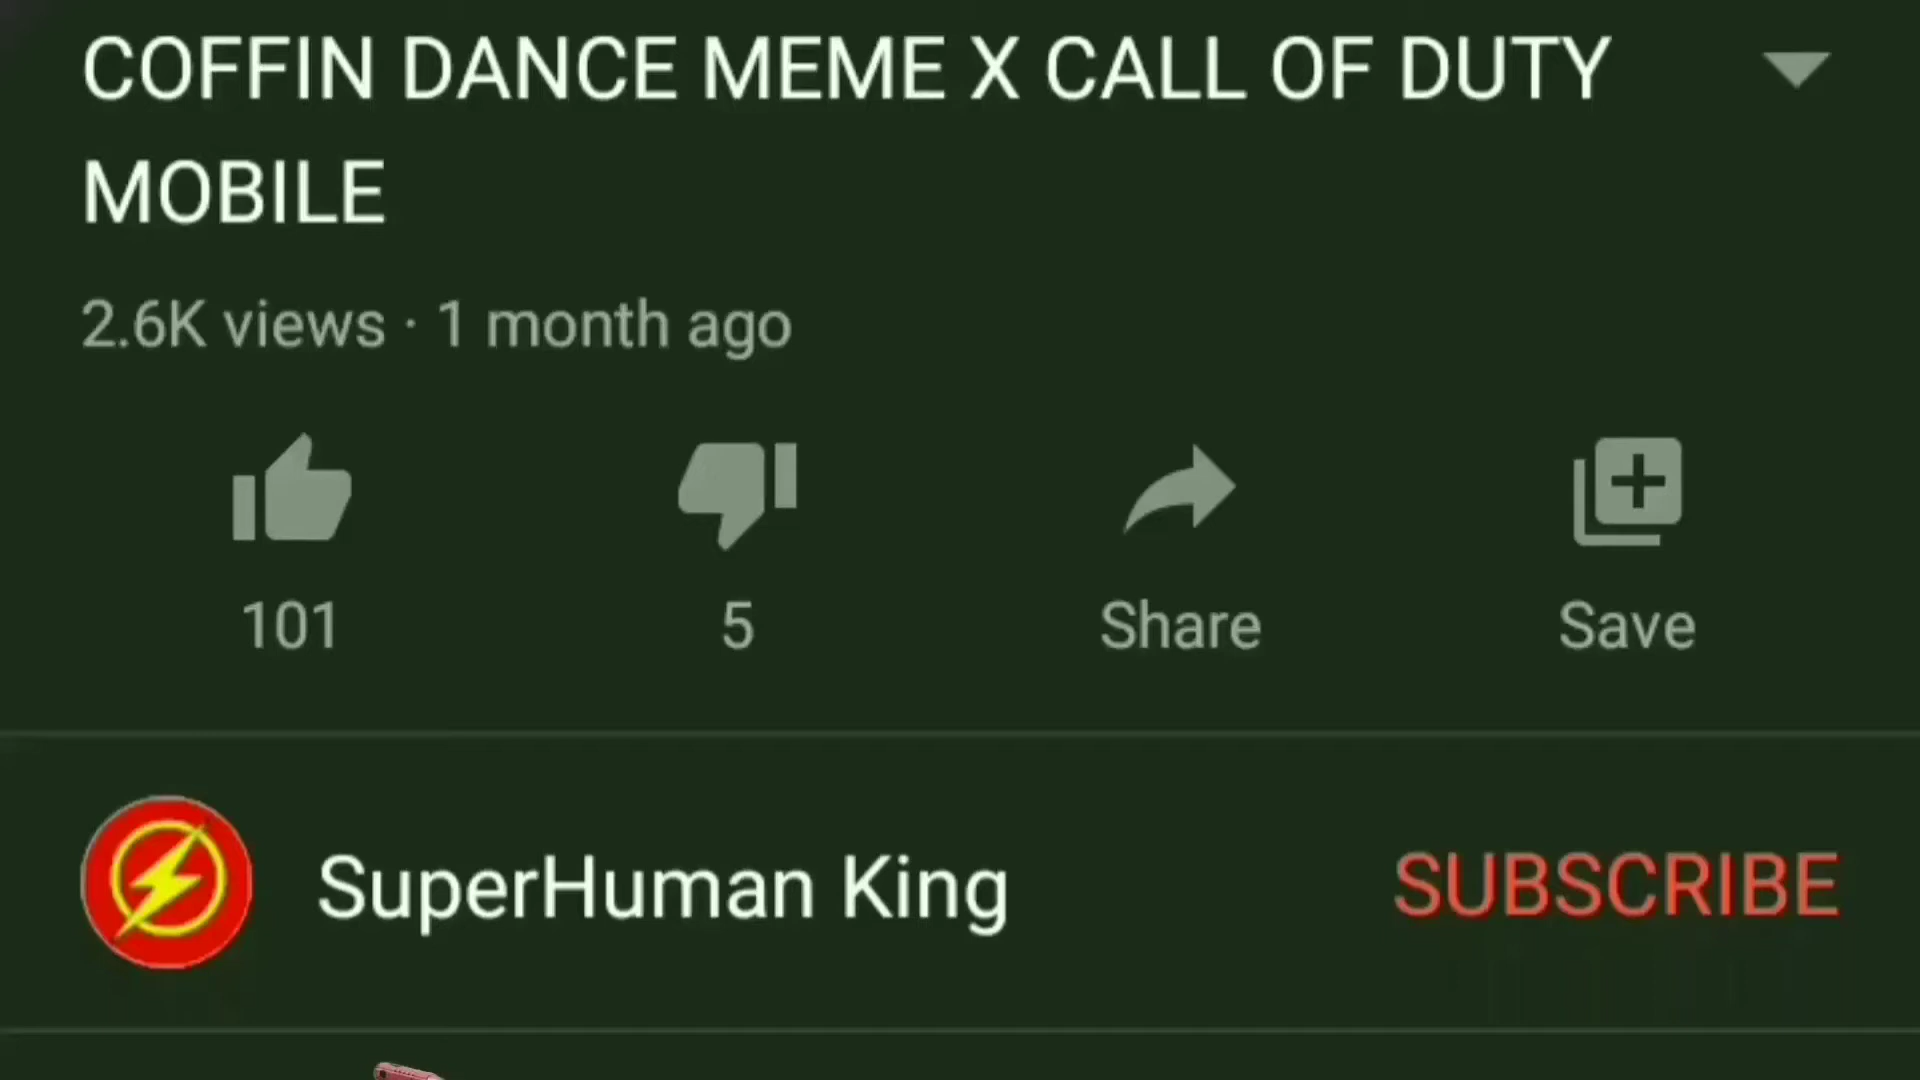 COFFIN DANCE MEME X CALL OF DUTY
MOBILE
2.6K views · 1 month ago
101
5
Share
Save
SuperHuman King
SUBSCRIBE